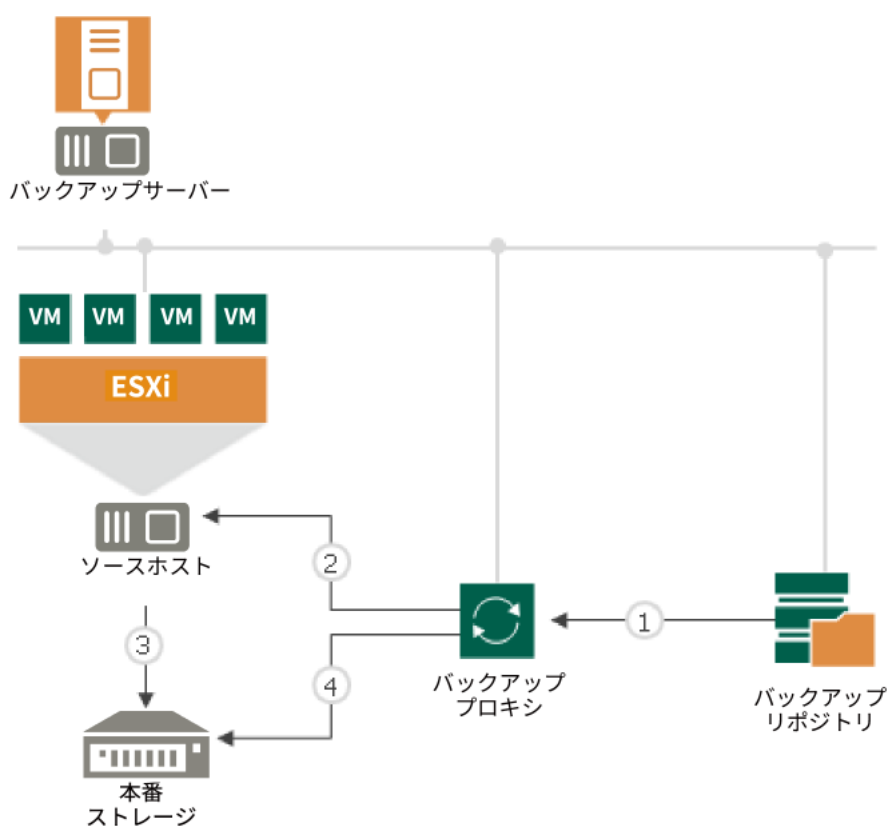 バックアップサーバー
VM VM VM VM
ESXi
ソースホスト
2
1
3
4
バックアップ
プロキシ
バックアップ
リポジトリ
本番
ストレージ